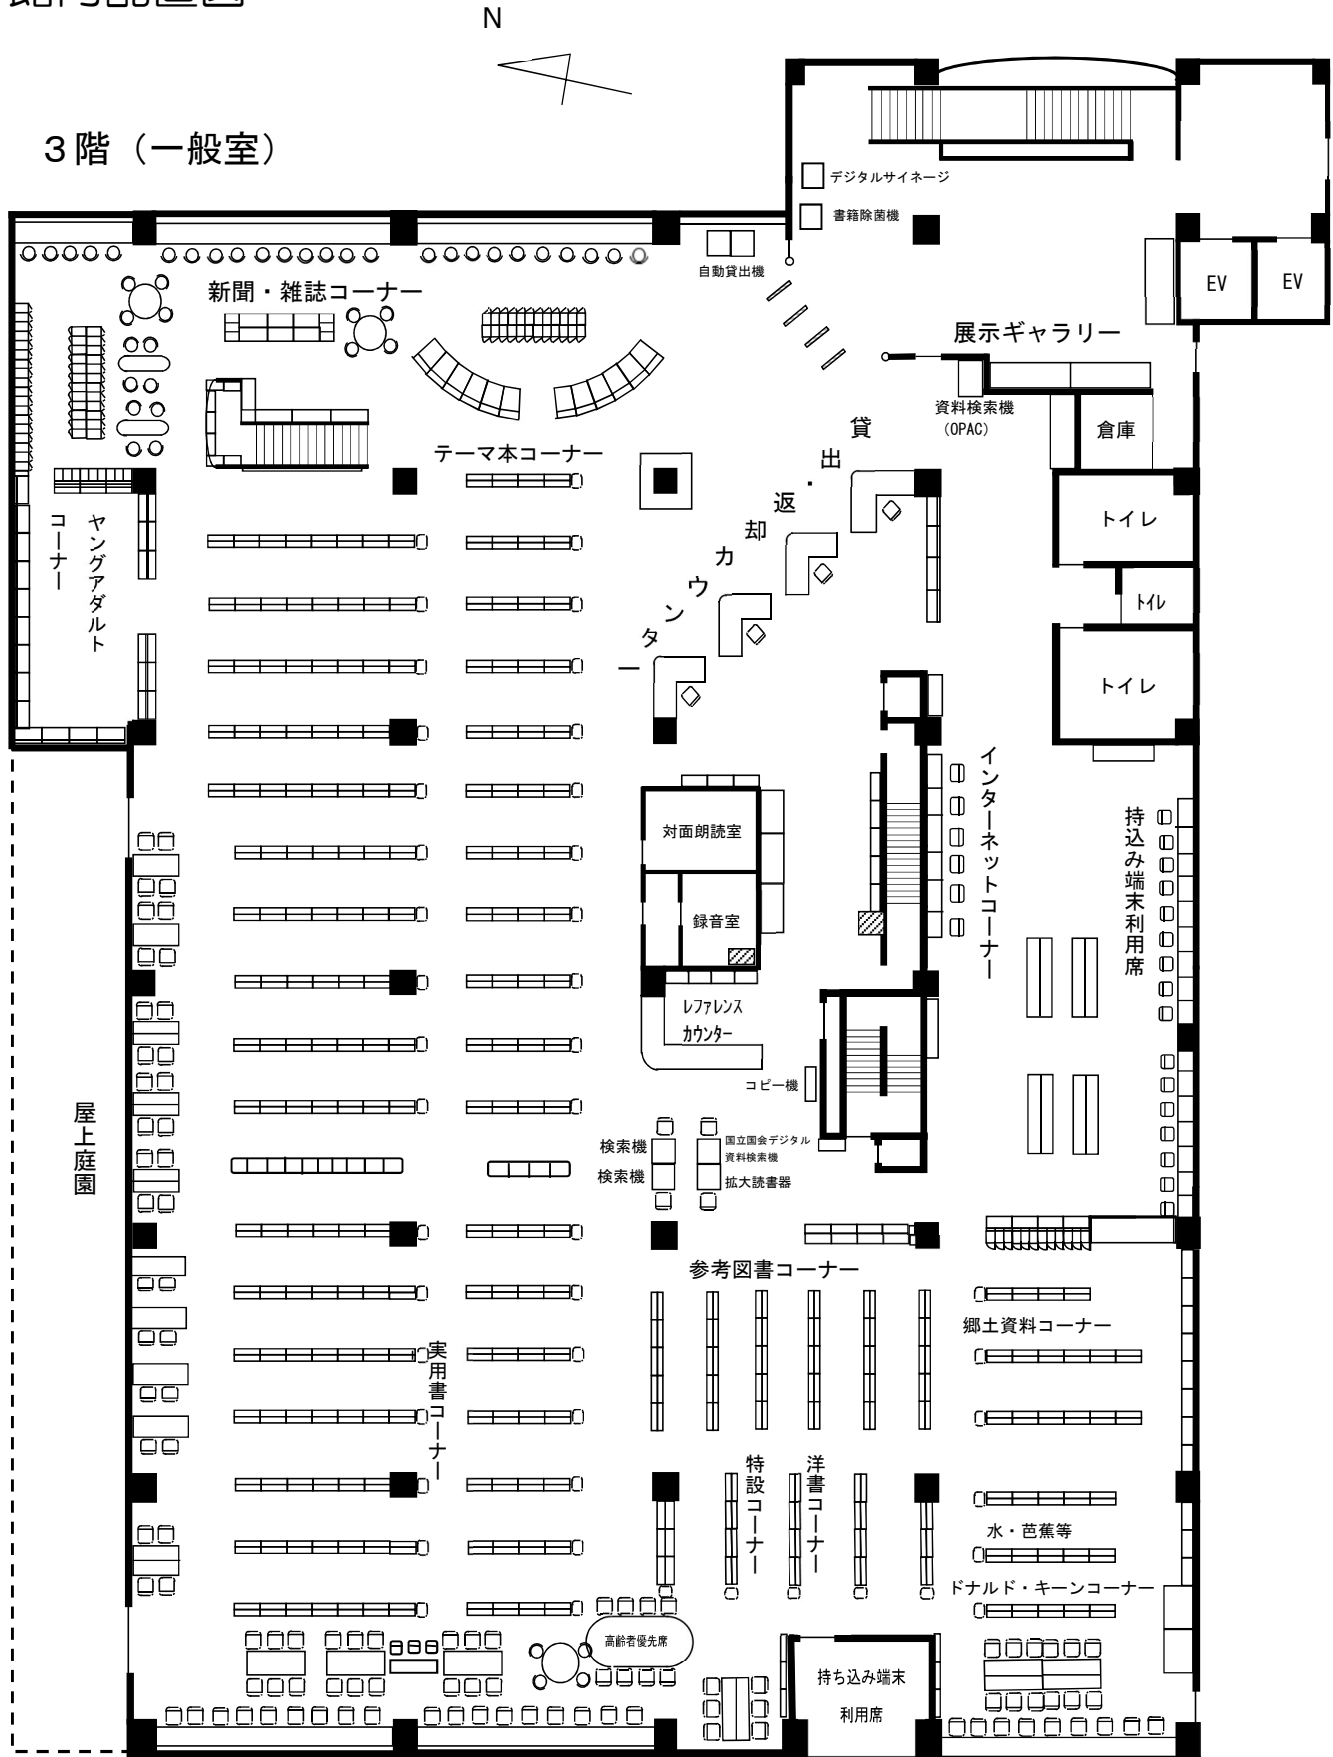 N
3階（一般室）
デジタルサイネージ
書籍除菌機
自動貸出機
EV
EV
新聞・雑誌コーナー
展示ギャラリー
資料検索機
（OPAC）
倉庫
テーマ本コーナー
貸出・返却カウンター
トイレ
トイレ
トイレ
ヤングアダルト
コーナー
インターネットコーナー
持込み端末利用席
対面朗読室
録音室
レファレンス
カウンター
コピー機
屋上庭園
検索機
検索機
国立国会デジタル
資料検索機
拡大読書器
参考図書コーナー
郷土資料コーナー
実用書コーナー
特設コーナー
洋書コーナー
水・芭蕉等
ドナルド・キーンコーナー
高齢者優先席
持ち込み端末
利用席